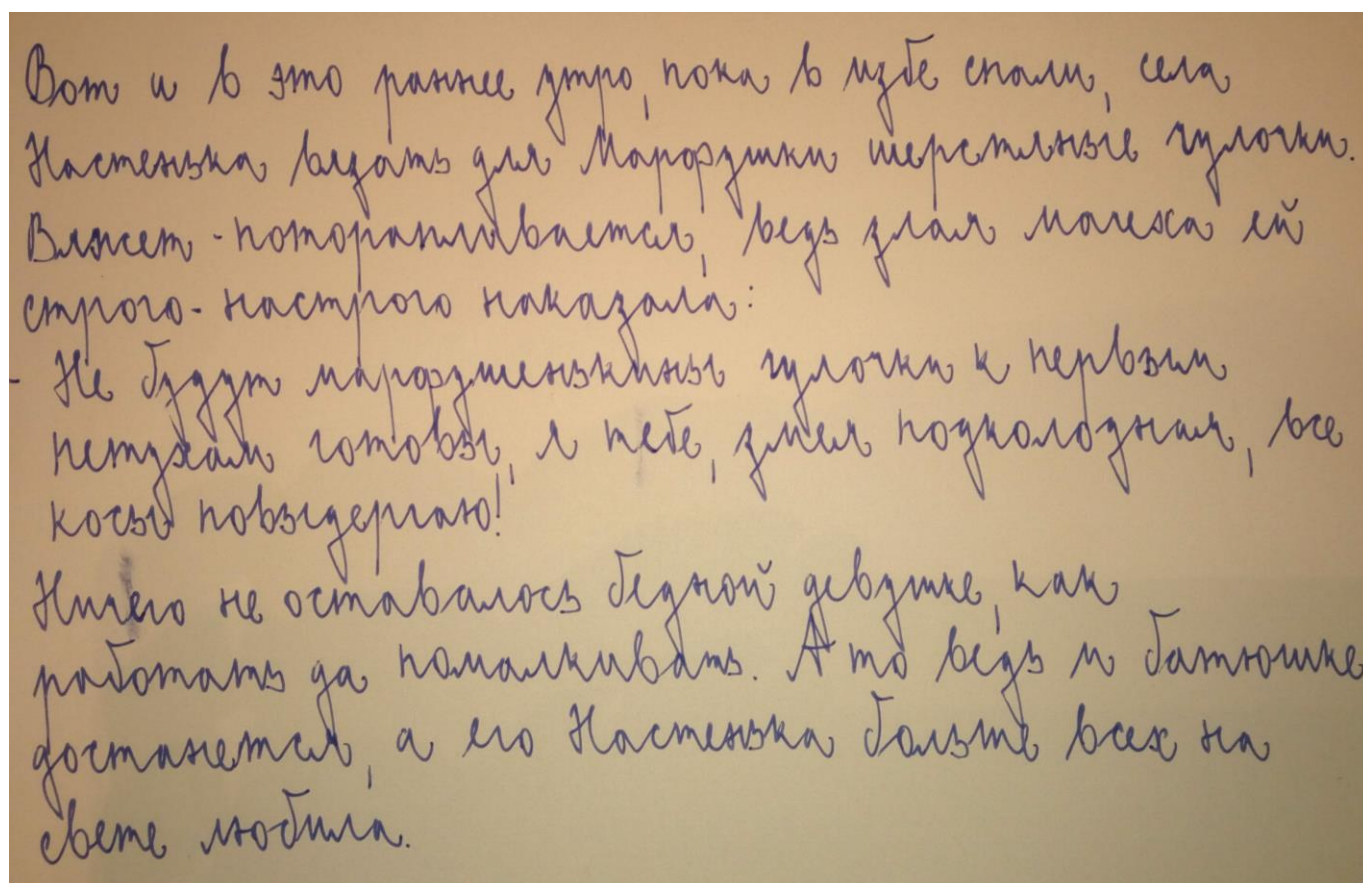 Вот и в это раннее утро, пока в избе спали, села
Настенька вязать для Марфушки шерстяные чулочки.
Вяжет - поторапливается, ведь злая мачеха ей
строго- настрого наказала:
- Не будут марфушенькины чулочки к первым
петухам готовы, я тебе, змея подколодная, все
косы повыдергаю!
Ничего не оставалось бедной девушке, как
работать да помалкивать. А то ведь и батюшке
достанется, а его Настенька больше всех на
свете любила.